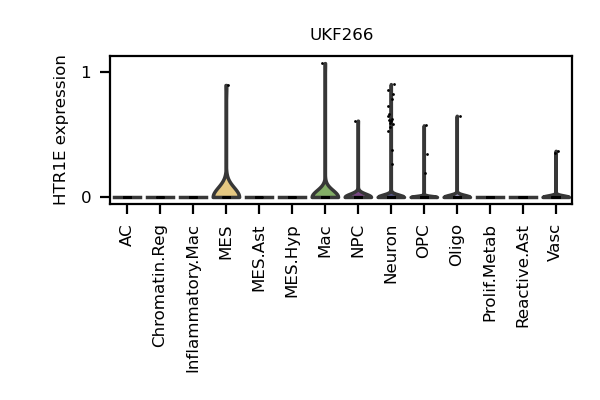 UKF266
HTR1E expression
1
0
AC
Chromatin.Reg
Inflammatory.Mac
MES
MES.Ast
MES.Hyp
Mac
NPC
Neuron
OPC
Oligo
Prolif.Metab
Reactive.Ast
Vasc